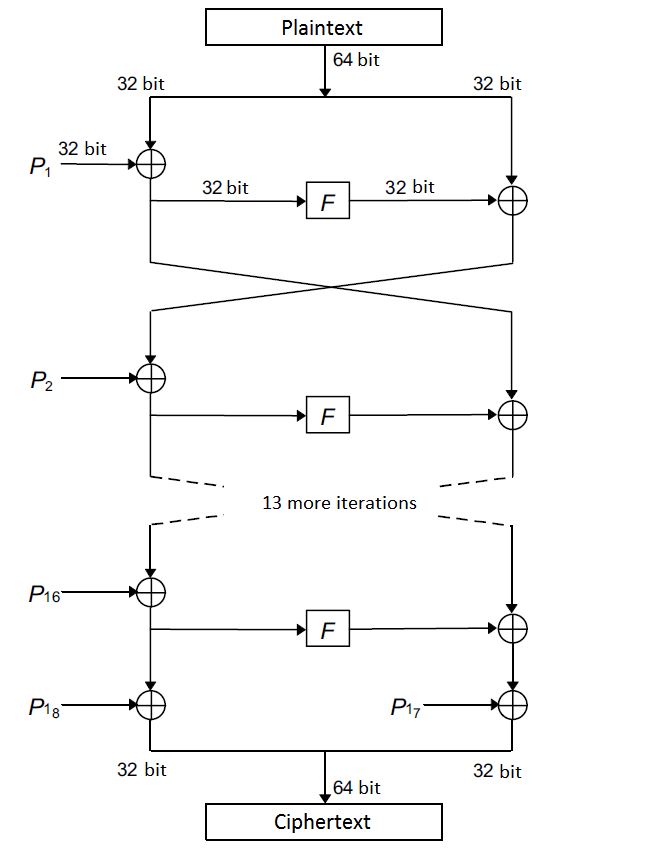 Plaintext
64 bit
32 bit
32 bit
P1
32 bit
32 bit
F
32 bit
P2
F
13 more iterations
P16
F
P18
P17
32 bit
32 bit
64 bit
Ciphertext